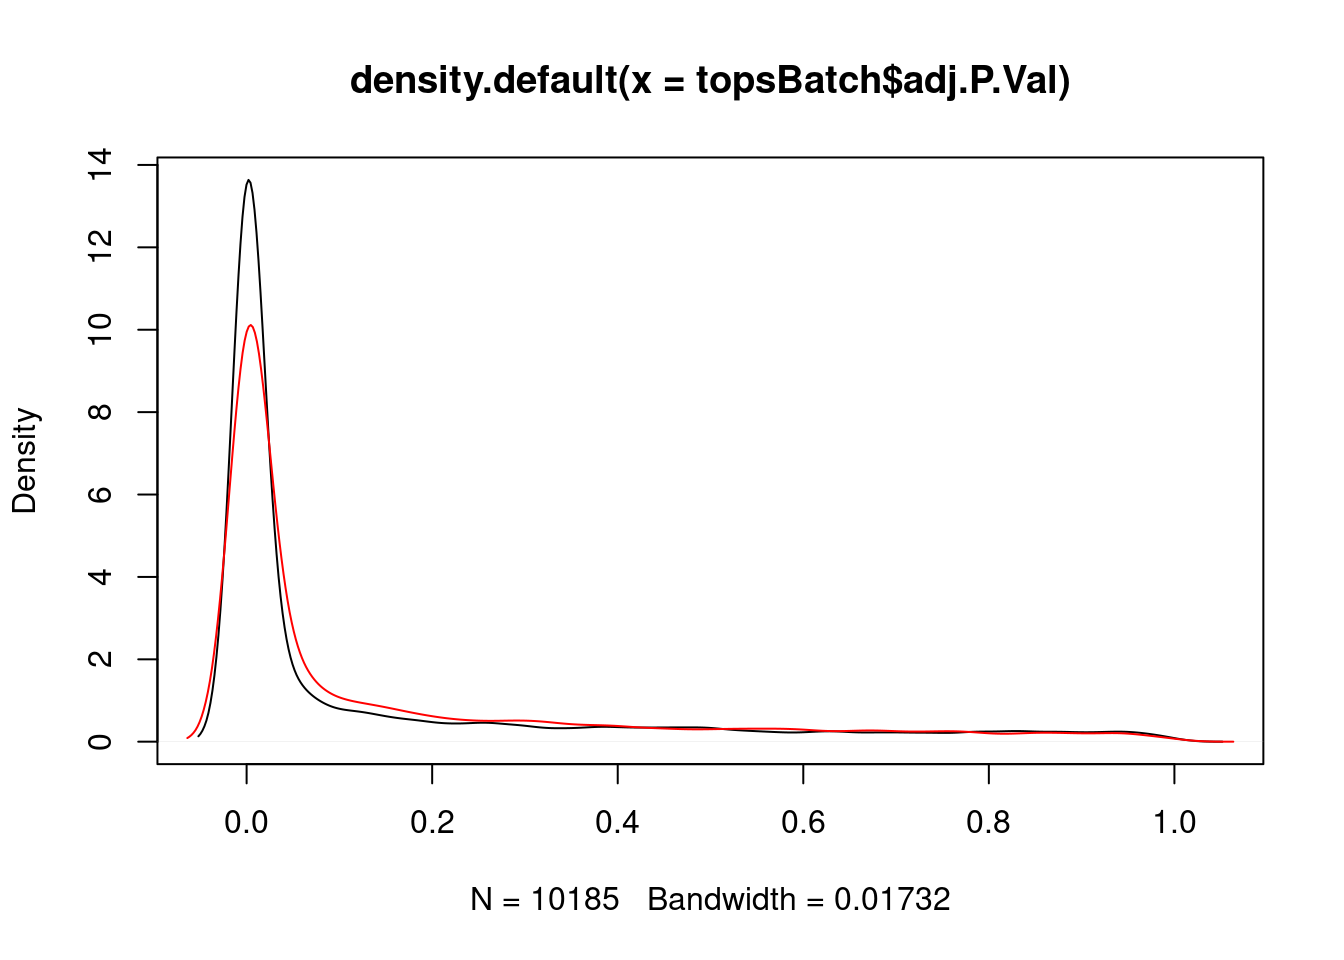 density.default(x = topsBatch$adj.P.Val)
Density
14
12
10
8
6
4
2
0
0.0 0.2 0.4 0.6 0.8 1.0
N = 10185   Bandwidth = 0.01732